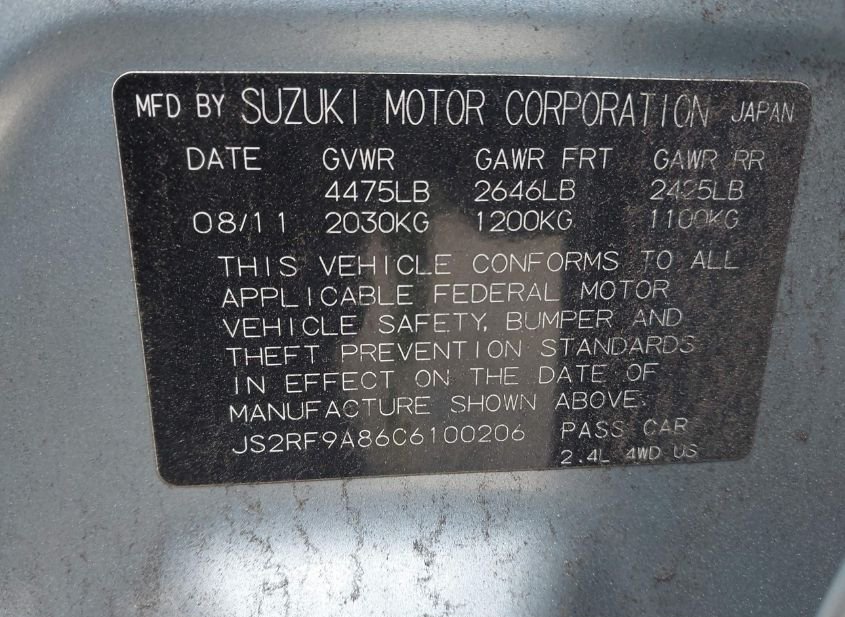 MFD BY SUZUKI MOTOR CORPORATION JAPAN
DATE GVWR GAWR FRT GAWR RR
4475LB 2646LB 2425LB
08/11 2030KG 1200KG 1100KG
THIS VEHICLE CONFORMS TO ALL
APPLICABLE FEDERAL MOTOR
VEHICLE SAFETY, BUMPER AND
THEFT PREVENTION STANDARDS
IN EFFECT ON THE DATE OF
MANUFACTURE SHOWN ABOVE.
JS2RF9A86C6100206 PASS CAR
2.4L 4WD US